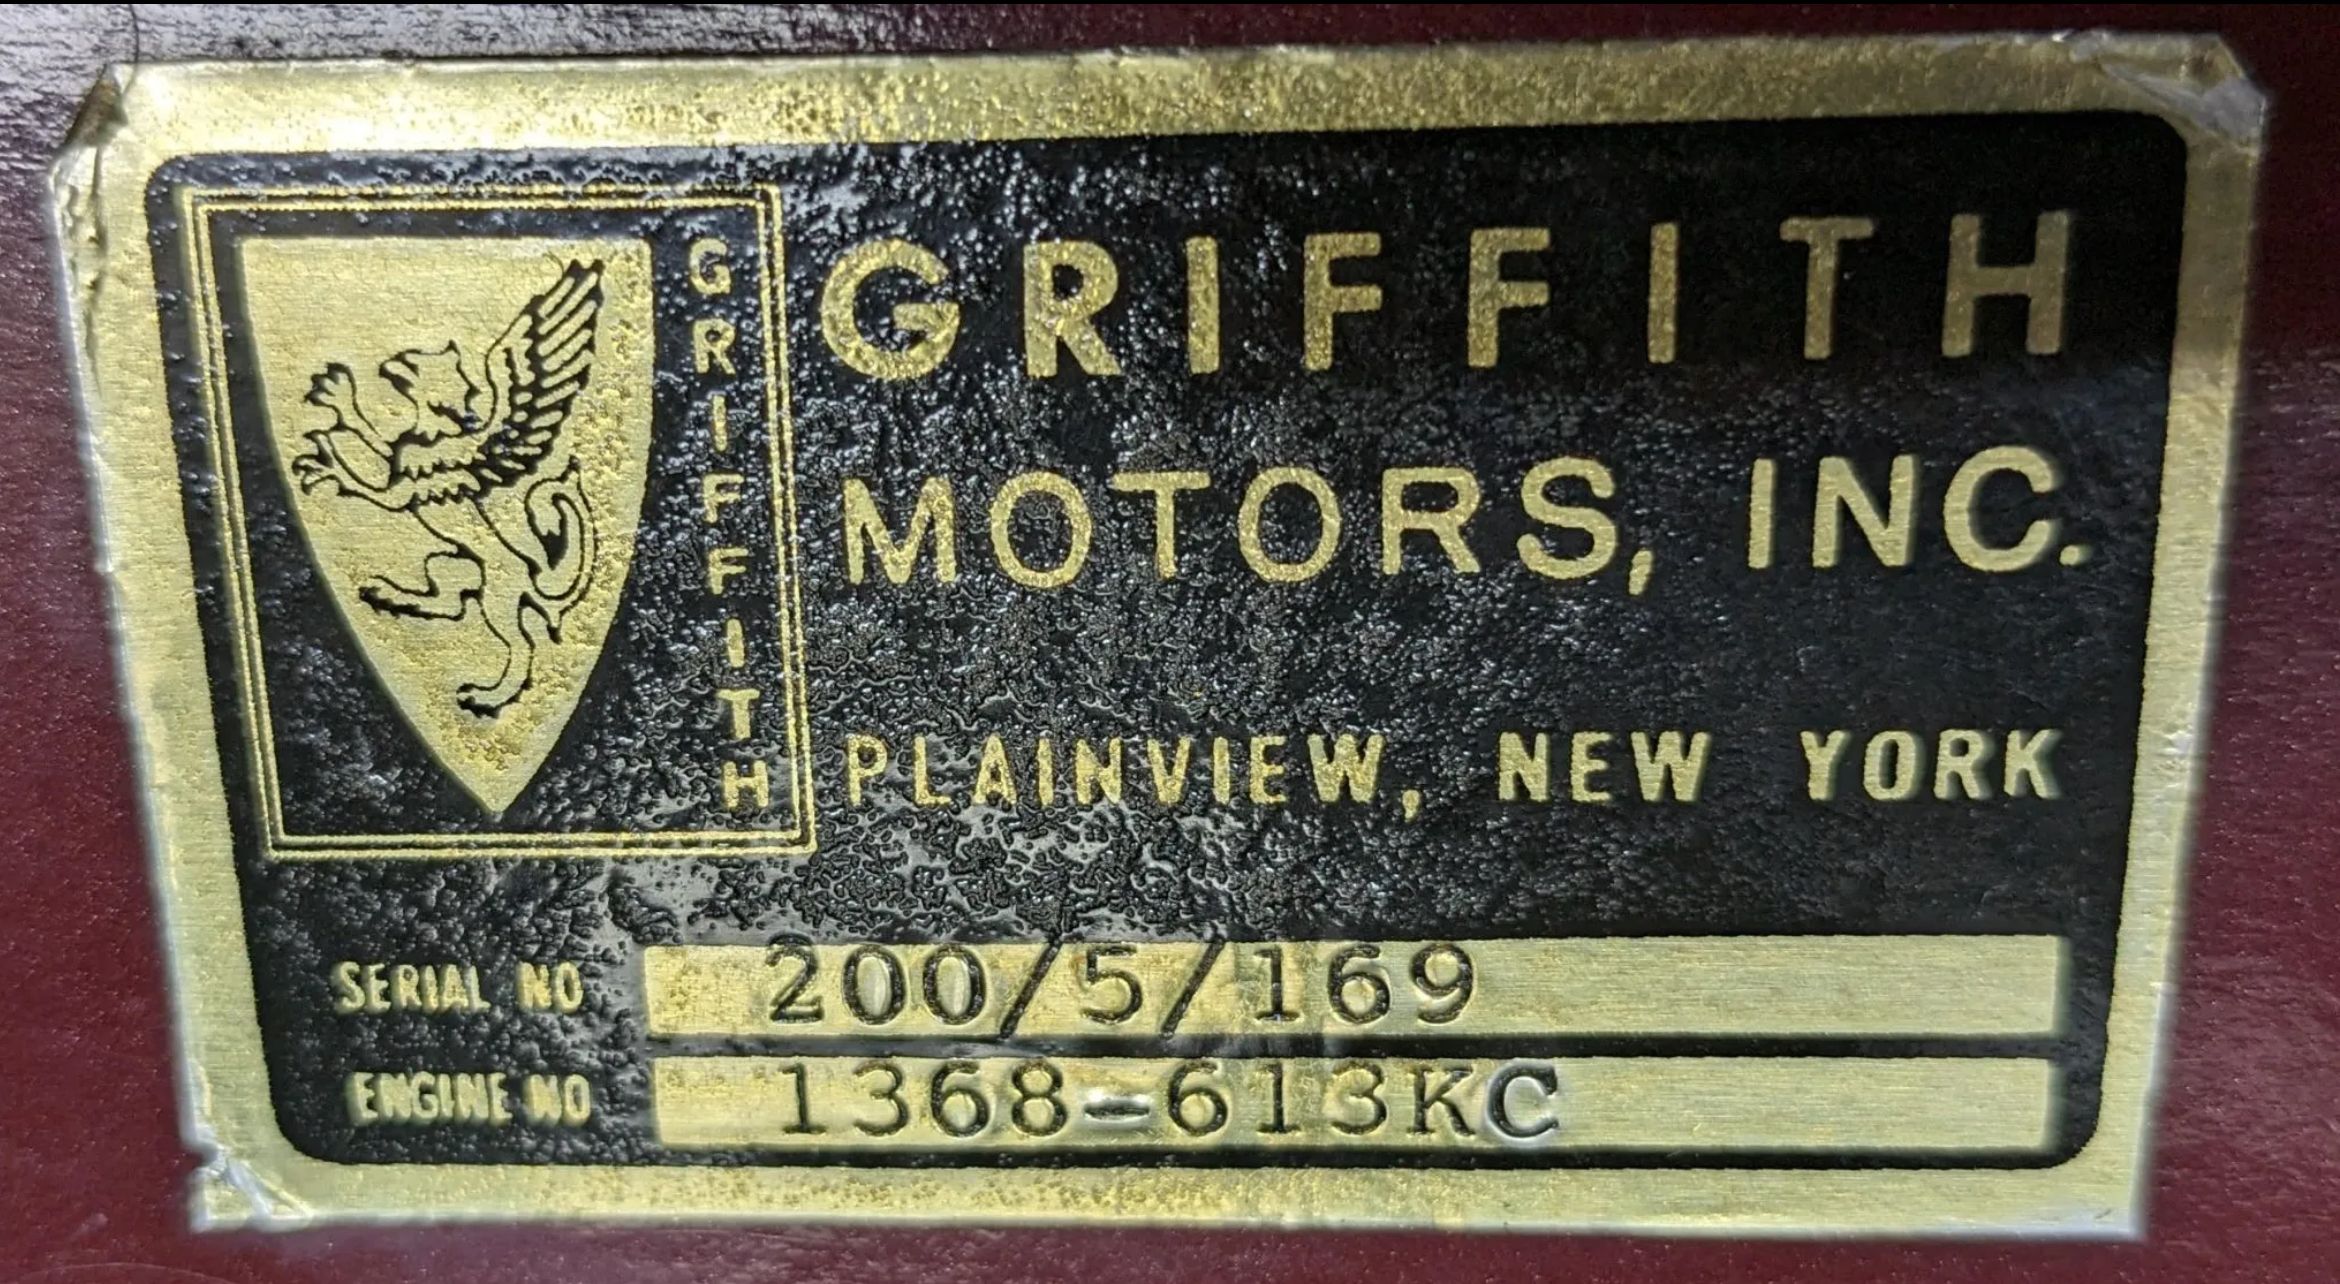 GRIFFITH
GRIFFITH
MOTORS, INC.
PLAINVIEW, NEW YORK
SERIAL NO 200/5/169
ENGINE NO 1368-613KC